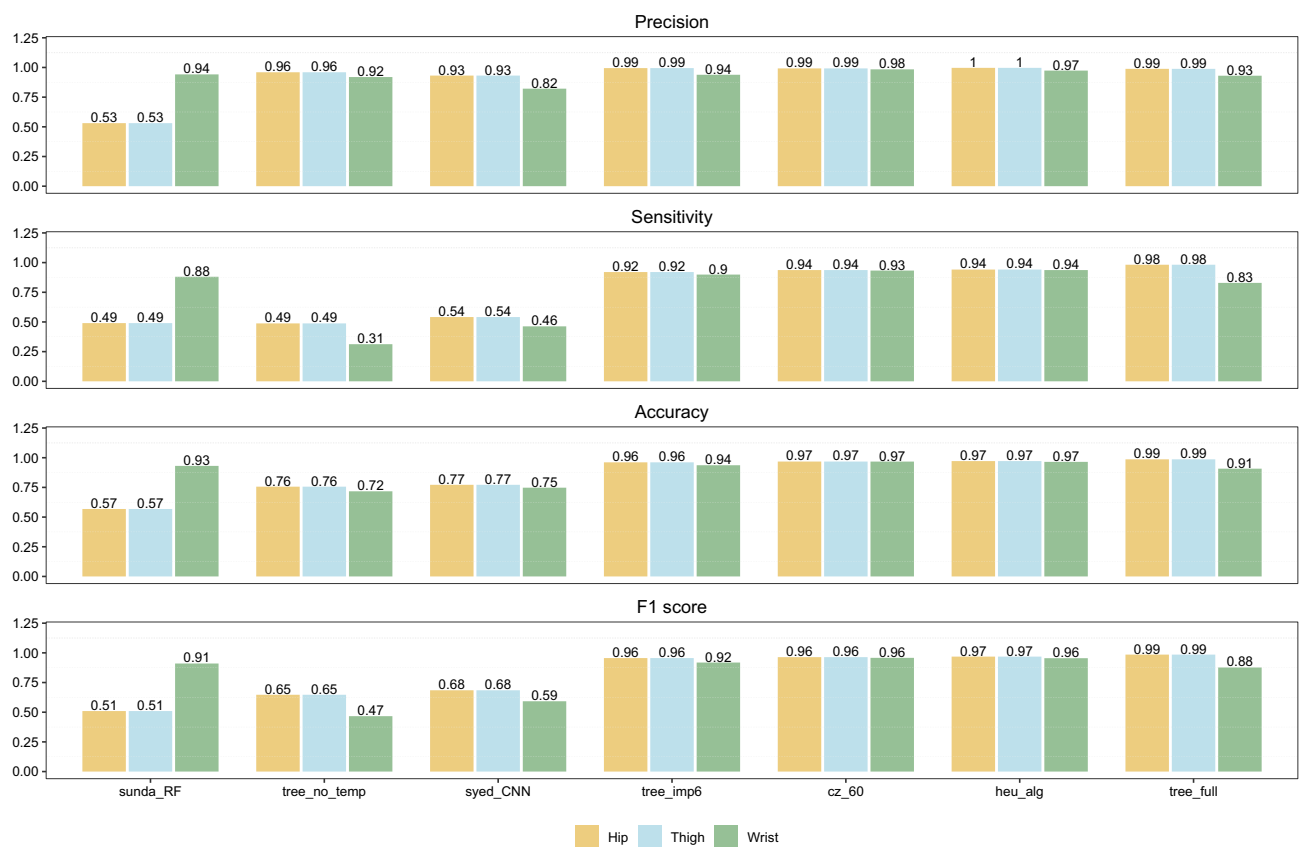 Precision
1.25
0.94 0.96 0.96 0.92 0.93 0.93 0.82 0.99 0.99 0.94 0.99 0.99 0.98 1 1 0.97 0.99 0.99 0.93
1.00
0.75
0.53 0.53
0.50
0.25
0.00
Sensitivity
1.25
0.88 0.92 0.92 0.9 0.94 0.94 0.93 0.94 0.94 0.94 0.98 0.98 0.83
1.00
0.75
0.49 0.49 0.49 0.49 0.31 0.54 0.54 0.46
0.50
0.25
0.00
Accuracy
1.25
0.93 0.96 0.96 0.94 0.97 0.97 0.97 0.97 0.97 0.97 0.99 0.99 0.91
1.00
0.76 0.76 0.72 0.77 0.77 0.75
0.75
0.57 0.57
0.50
0.25
0.00
F1 score
1.25
0.91 0.96 0.96 0.92 0.96 0.96 0.96 0.97 0.97 0.96 0.99 0.99 0.88
1.00
0.75
0.51 0.51 0.65 0.65 0.47 0.68 0.68 0.59
0.50
0.25
0.00
sunda_RF tree_no_temp syed_CNN tree_imp6 cz_60 heu_alg tree_full
Hip Thigh Wrist